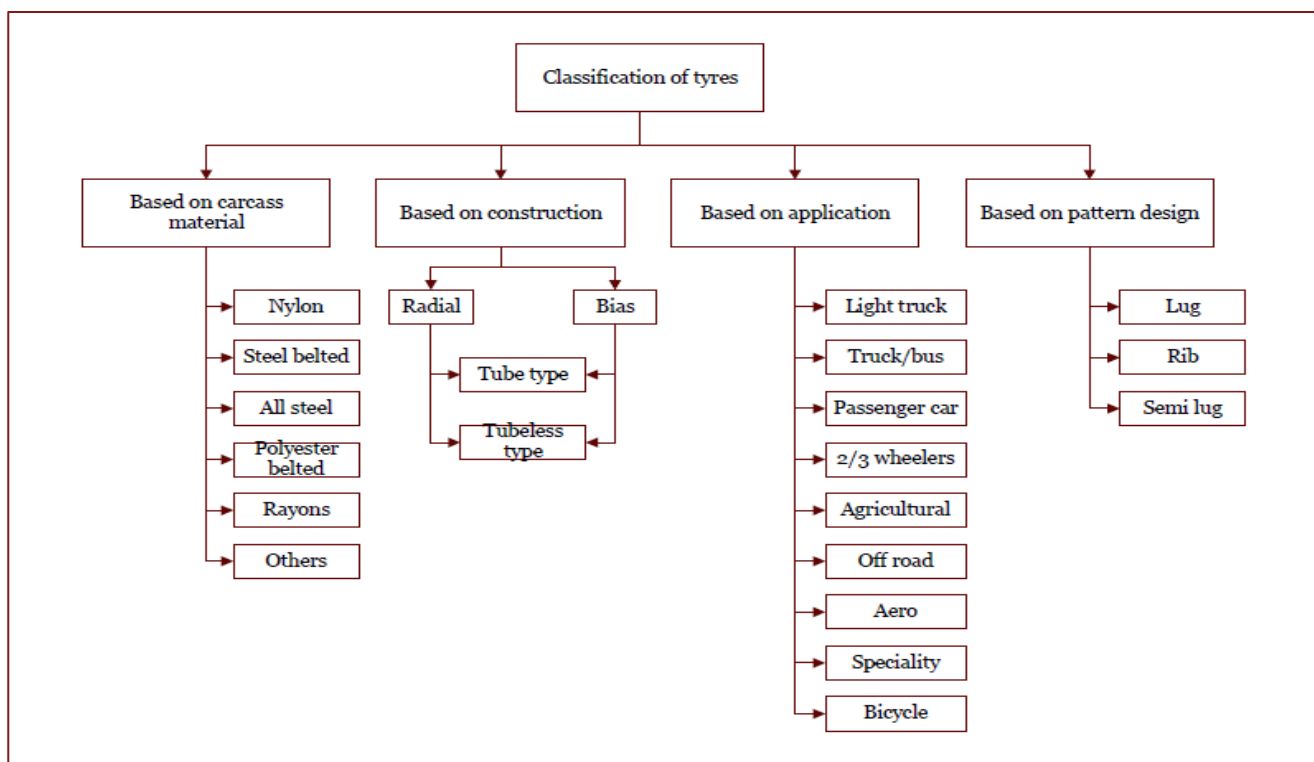 Classification of tyres
Based on carcass
material
Based on construction
Based on application
Based on pattern design
Nylon
Steel belted
All steel
Polyester
belted
Rayons
Others
Radial
Bias
Tube type
Tubeless
type
Light truck
Truck/bus
Passenger car
2/3 wheelers
Agricultural
Off road
Aero
Speciality
Bicycle
Lug
Rib
Semi lug